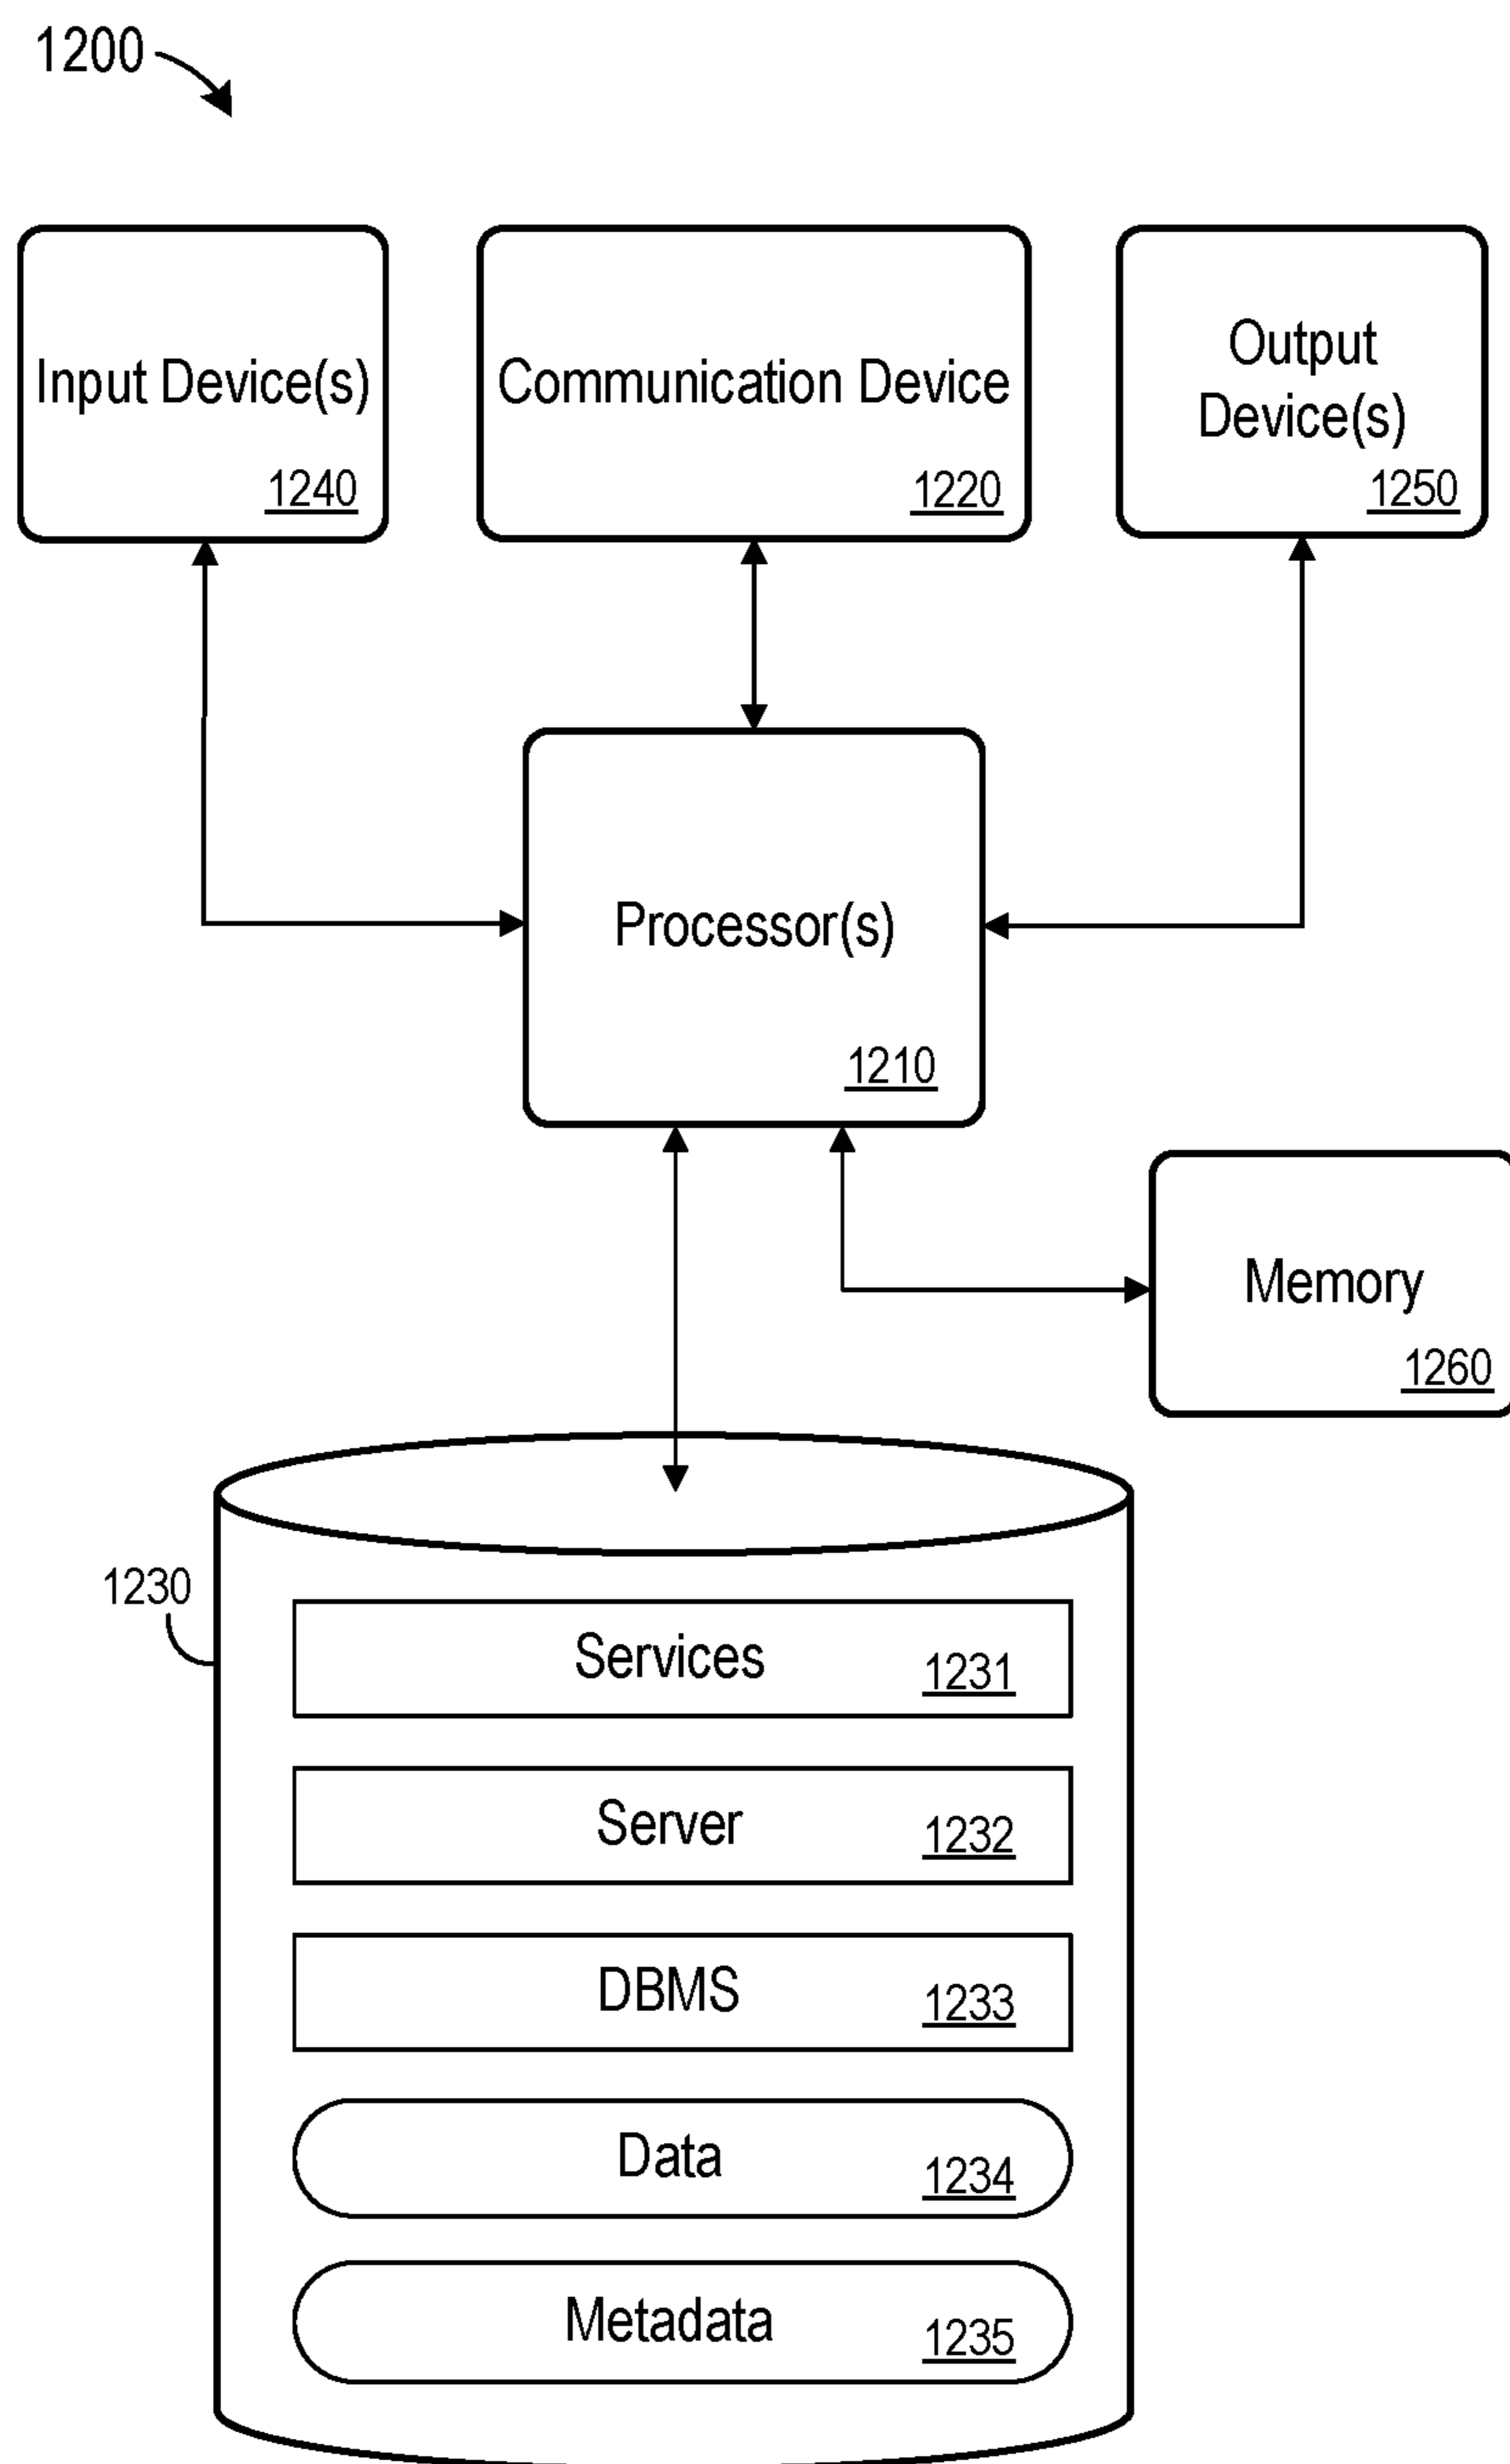 1200
Input Device(s)
1240
Communication Device
1220
Output
Device(s)
1250
Processor(s)
1210
Memory
1260
1230
Services
1231
Server
1232
DBMS
1233
Data
1234
Metadata
1235